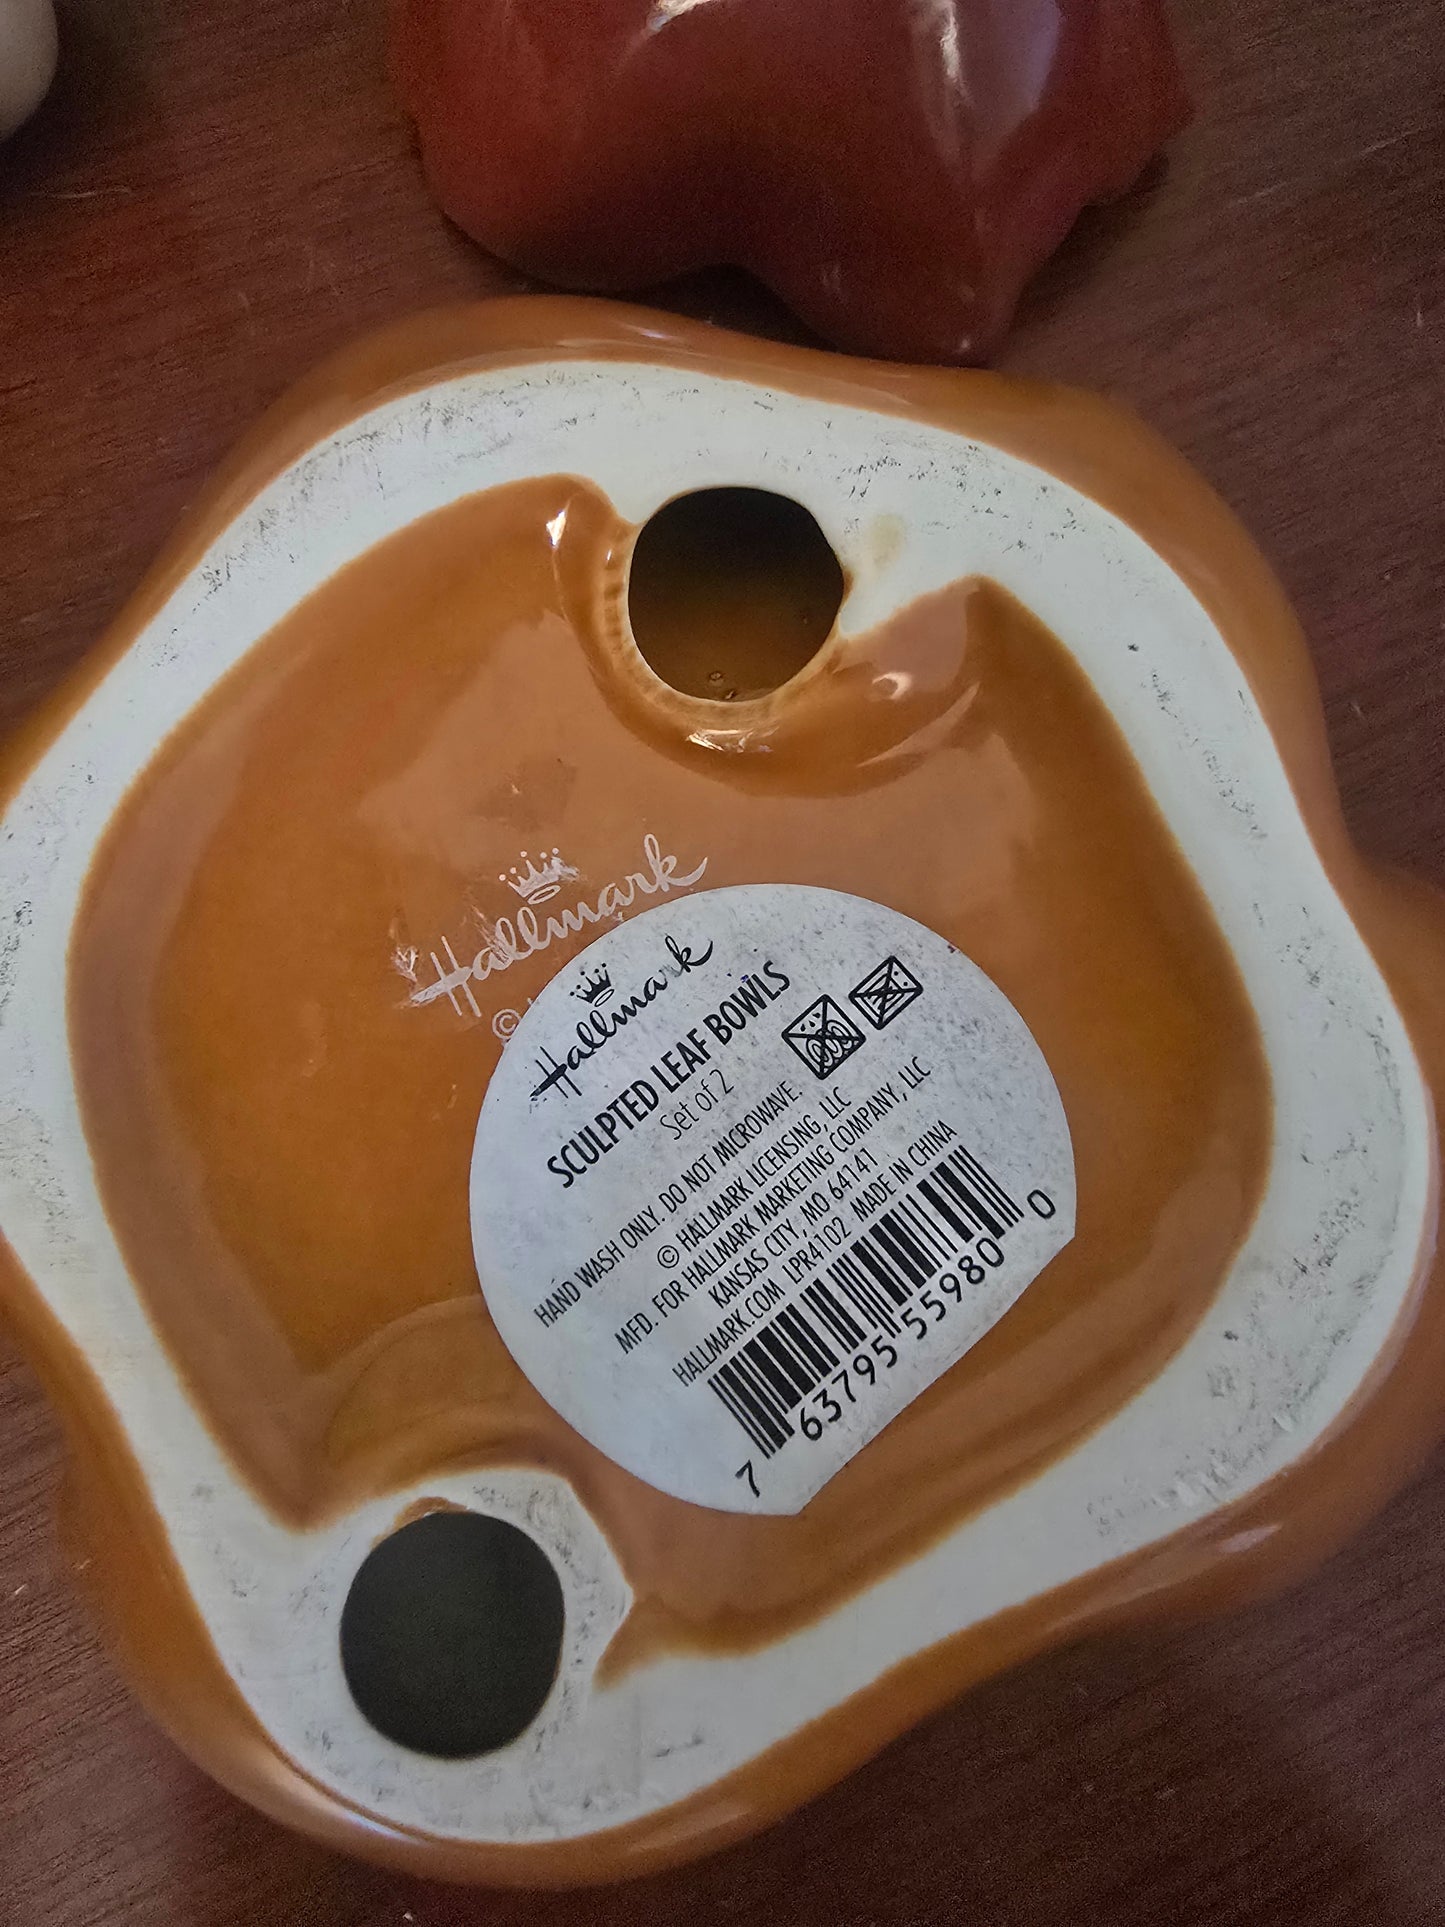 Hallmark
©
Hallmark
SCULPTED LEAF BOWLS
Set of 2
HAND WASH ONLY. DO NOT MICROWAVE.
© HALLMARK LICENSING, LLC
MFD. FOR HALLMARK MARKETING COMPANY, LLC
KANSAS CITY, MO 64141
HALLMARK.COM LPR4102 MADE IN CHINA
7 63795 55980 0